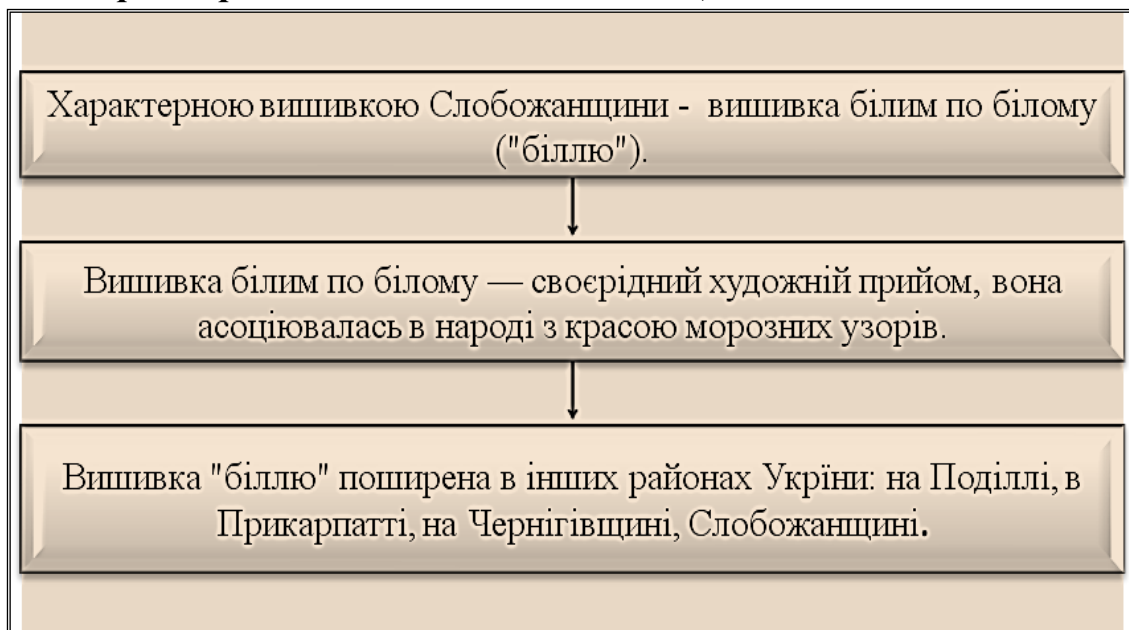 Характерною вишивкою Слобожанщини - вишивка білим по білому
("біллю").
Вишивка білим по білому — своєрідний художній прийом, вона
асоціювалась в народі з красою морозних узорів.
Вишивка "біллю" поширена в інших районах Укрїни: на Поділлі, в
Прикарпатті, на Чернігівщині, Слобожанщині.